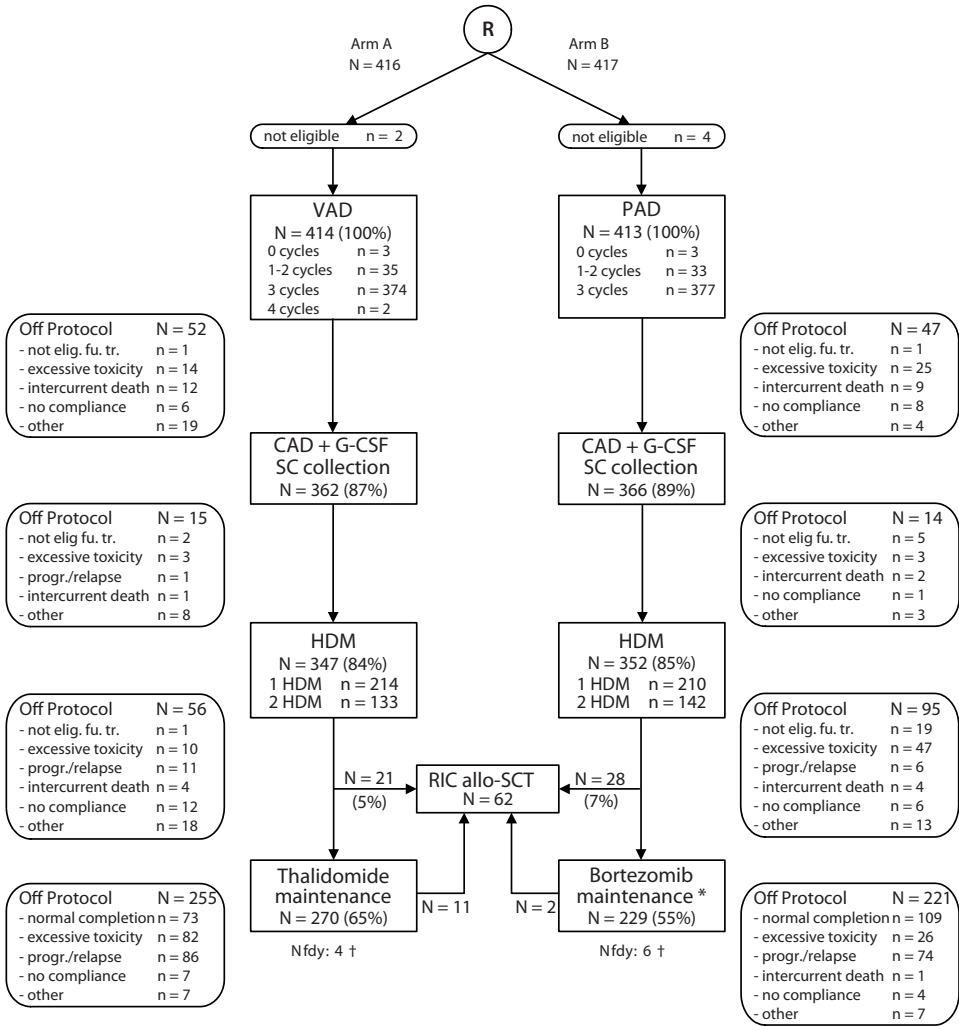 R
Arm A
N = 416
Arm B
N = 417
not eligible n = 2
not eligible n = 4
VAD
N = 414 (100%)
0 cycles n = 3
1-2 cycles n = 35
3 cycles n = 374
4 cycles n = 2
PAD
N = 413 (100%)
0 cycles n = 3
1-2 cycles n = 33
3 cycles n = 377
Off Protocol N = 52
- not elig. fu. tr. n = 1
- excessive toxicity n = 14
- intercurrent death n = 12
- no compliance n = 6
- other n = 19
Off Protocol N = 47
- not elig. fu. tr. n = 1
- excessive toxicity n = 25
- intercurrent death n = 9
- no compliance n = 8
- other n = 4
CAD + G-CSF
SC collection
N = 362 (87%)
CAD + G-CSF
SC collection
N = 366 (89%)
Off Protocol N = 15
- not elig fu. tr. n = 2
- excessive toxicity n = 3
- progr./relapse n = 1
- intercurrent death n = 1
- other n = 8
Off Protocol N = 14
- not elig fu. tr. n = 5
- excessive toxicity n = 3
- intercurrent death n = 2
- no compliance n = 1
- other n = 3
HDM
N = 347 (84%)
1 HDM n = 214
2 HDM n = 133
HDM
N = 352 (85%)
1 HDM n = 210
2 HDM n = 142
Off Protocol N = 56
- not elig. fu. tr. n = 1
- excessive toxicity n = 10
- progr./relapse n = 11
- intercurrent death n = 4
- no compliance n = 12
- other n = 18
Off Protocol N = 95
- not elig. fu. tr. n = 19
- excessive toxicity n = 47
- progr./relapse n = 6
- intercurrent death n = 4
- no compliance n = 6
- other n = 13
N = 21
(5%)
RIC allo-SCT
N = 62
N = 28
(7%)
Thalidomide
maintenance
N = 270 (65%)
N = 11
N = 2
Bortezomib
maintenance *
N = 229 (55%)
Nfdy: 4 †
Nfdy: 6 †
Off Protocol N = 255
- normal completion n = 73
- excessive toxicity n = 82
- progr./relapse n = 86
- no compliance n = 7
- other n = 7
Off Protocol N = 221
- normal completion n = 109
- excessive toxicity n = 26
- progr./relapse n = 74
- intercurrent death n = 1
- no compliance n = 4
- other n = 7